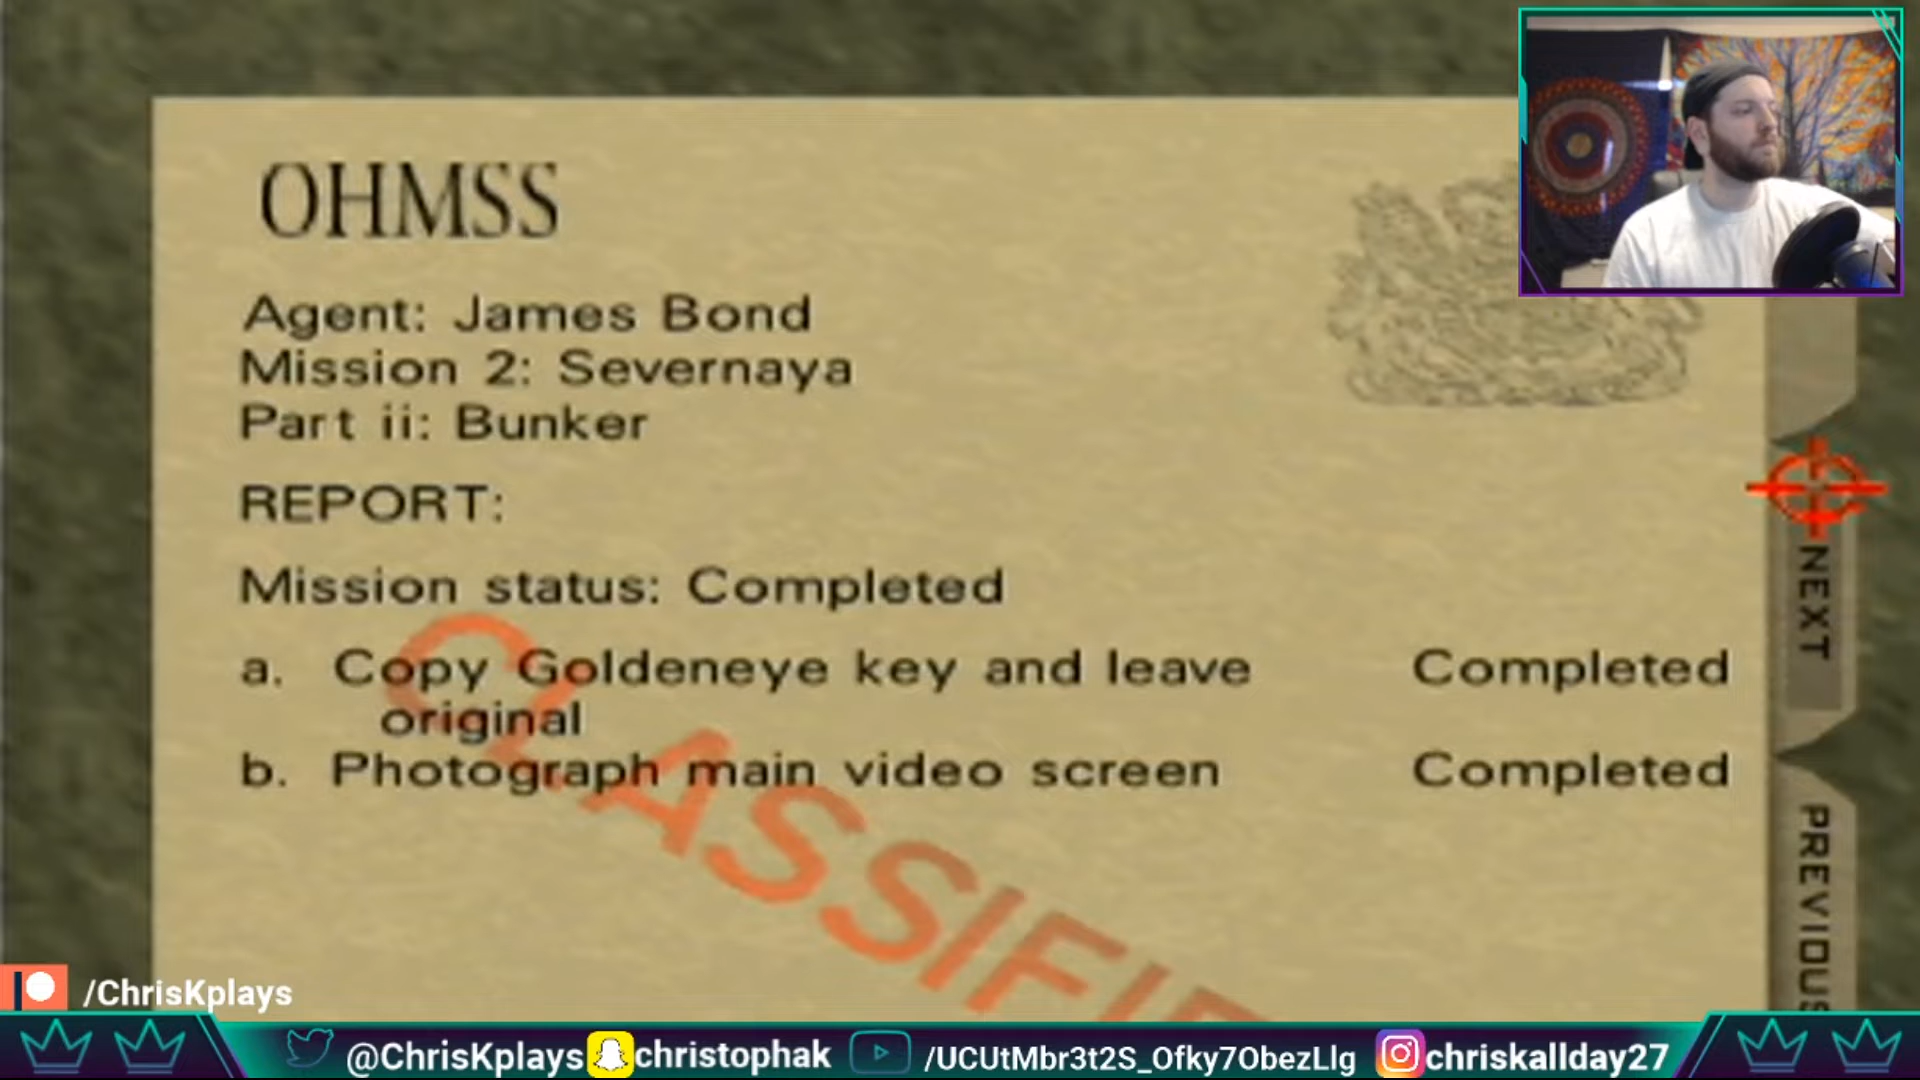 OHMSS
Agent: James Bond
Mission 2: Severnaya
Part ii: Bunker
REPORT:
Mission status: Completed
a. Copy Goldeneye key and leave original Completed
b. Photograph main video screen Completed
CLASSIFIE
NEXT
PREVIOUS
/ChrisKplays
@ChrisKplays
christophak
/UCUtMbr3t2S_Ofky7ObezLlg
chriskallday27